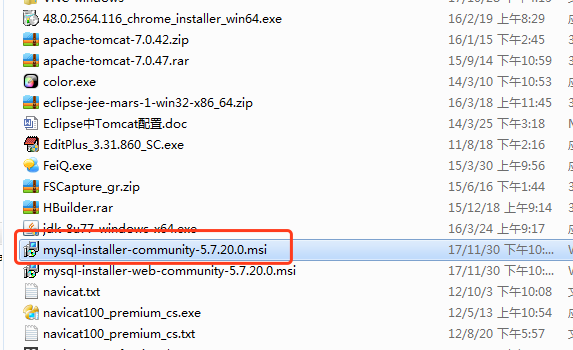 48.0.2564.116_chrome_installer_win64.exe 16/2/19 上午8:29
apache-tomcat-7.0.42.zip 16/1/15 下午2:45
apache-tomcat-7.0.47.rar 15/9/14 下午10:59
color.exe 14/3/10 下午10:53
eclipse-jee-mars-1-win32-x86_64.zip 16/3/18 上午11:45
Eclipse中Tomcat配置.doc 14/3/25 下午3:18
EditPlus_3.31.860_SC.exe 11/8/18 下午2:16
FeiQ.exe 15/3/30 上午9:56
FSCapture_gr.zip 15/6/16 上午1:44
HBuilder.rar 15/12/18 上午9:14
jdk-8u77-windows-x64.exe 16/3/24 上午9:17
mysql-installer-community-5.7.20.0.msi 17/11/30 下午10:...
mysql-installer-web-community-5.7.20.0.msi 17/11/30 下午10:...
navicat.txt 12/10/3 下午10:08
navicat100_premium_cs.exe 12/5/13 上午10:54
navicat100_premium_cs.txt 12/8/20 下午5:57